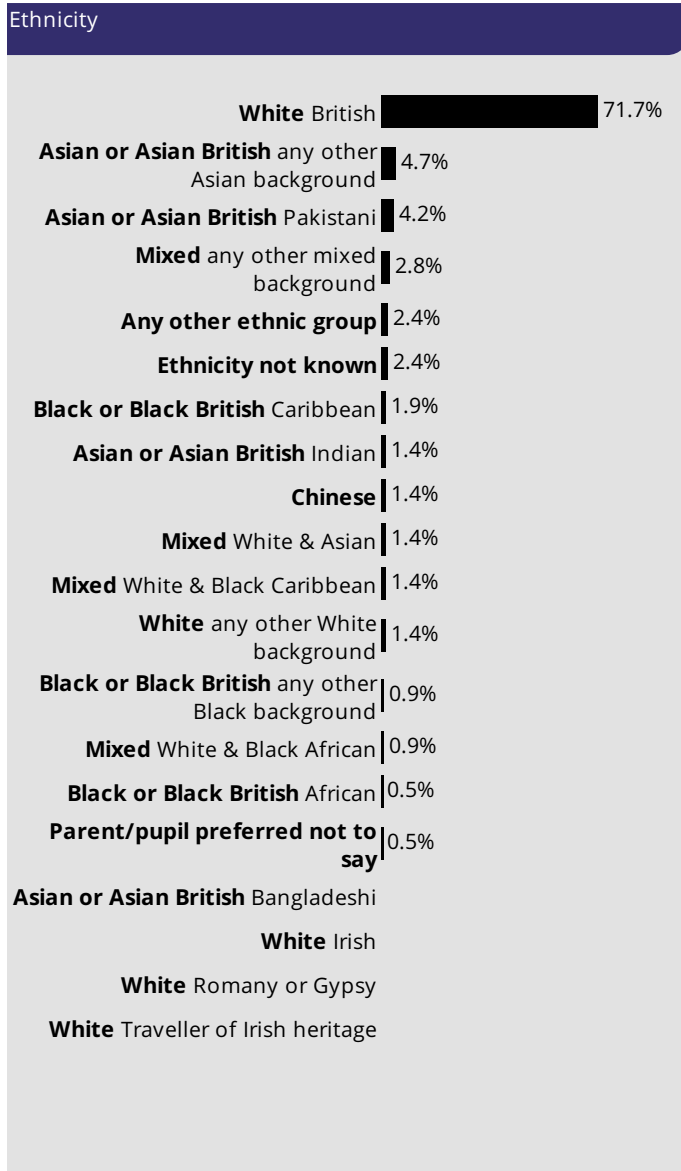 Ethnicity
White British 71.7%
Asian or Asian British any other
Asian background 4.7%
Asian or Asian British Pakistani 4.2%
Mixed any other mixed
background 2.8%
Any other ethnic group 2.4%
Ethnicity not known 2.4%
Black or Black British Caribbean 1.9%
Asian or Asian British Indian 1.4%
Chinese 1.4%
Mixed White & Asian 1.4%
Mixed White & Black Caribbean 1.4%
White any other White
background 1.4%
Black or Black British any other
Black background 0.9%
Mixed White & Black African 0.9%
Black or Black British African 0.5%
Parent/pupil preferred not to
say 0.5%
Asian or Asian British Bangladeshi
White Irish
White Romany or Gypsy
White Traveller of Irish heritage